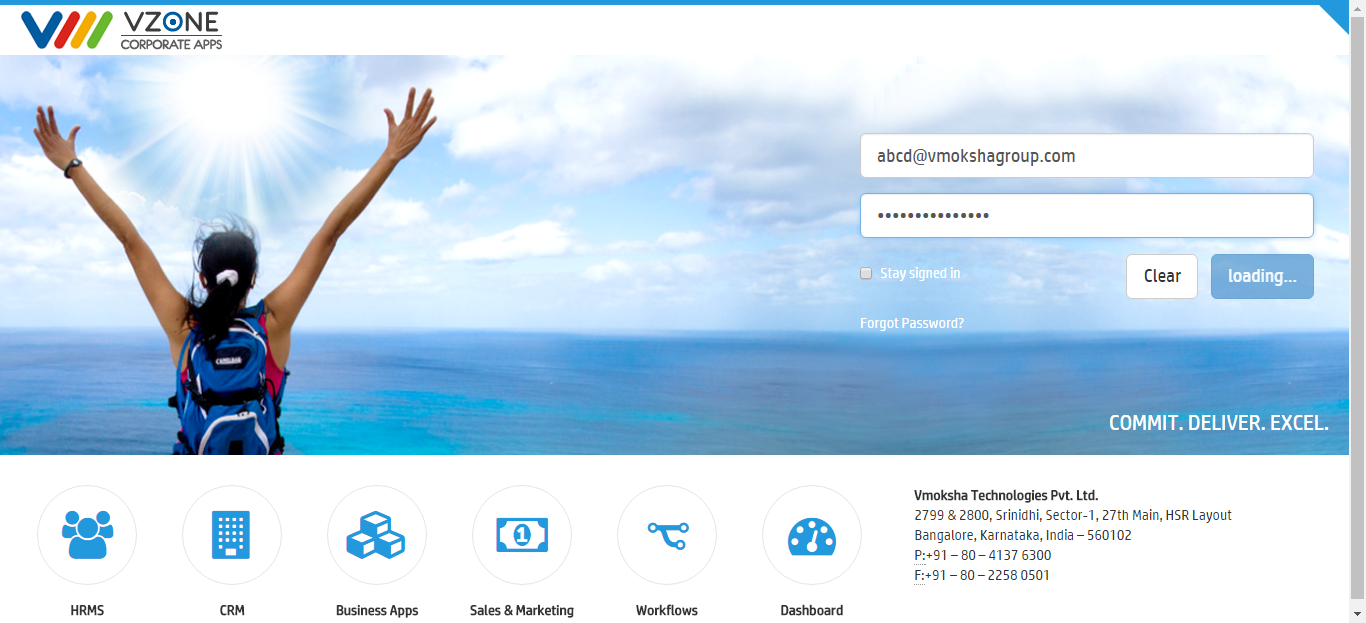 VZONE
CORPORATE APPS
abcd@vmokshagroup.com
•••••••••••••••
Stay signed in
Clear
loading...
Forgot Password?
CAMELBAK
COMMIT. DELIVER. EXCEL.
1
HRMS
CRM
Business Apps
Sales & Marketing
Workflows
Dashboard
Vmoksha Technologies Pvt. Ltd.
2799 & 2800, Srinidhi, Sector-1, 27th Main, HSR Layout
Bangalore, Karnataka, India – 560102
P:+91 – 80 – 4137 6300
F:+91 – 80 – 2258 0501